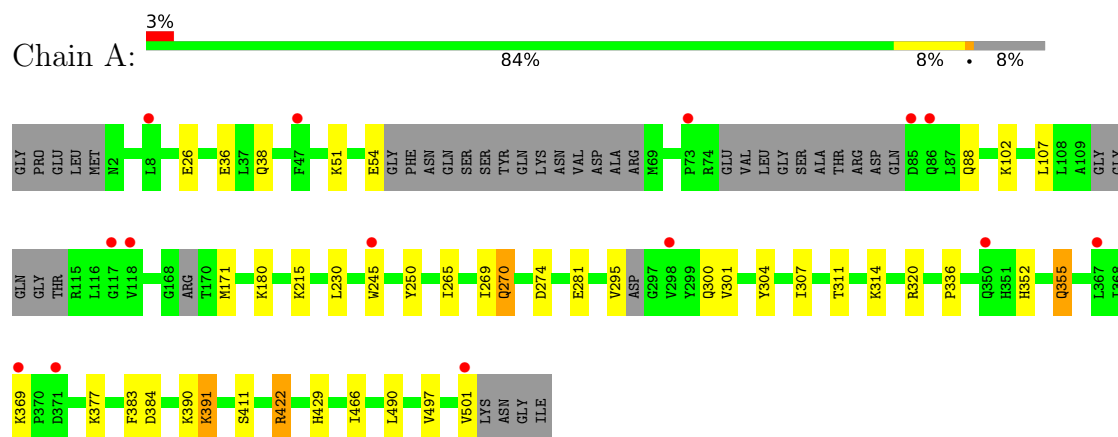 3%
Chain A:
84% 8% • 8%
GLY PRO GLU LEU MET N2 L8 E26 E36 L37 Q38 F47 K51 E54 GLY PHE ASN GLN SER SER TYR GLN LYS ASN VAL ASP ALA ARG M69 P73 R74 GLU VAL LEU GLY SER ALA THR ARG ASP GLN D85 Q86 L87 Q88 K102 L107 L108 A109 GLY GLY
GLN GLY THR R115 L116 G117 V118 G168 ARG T170 M171 K180 K215 L230 W245 Y250 I265 I269 Q270 D274 E281 V295 ASP G297 V298 Y299 Q300 V301 Y304 I307 T311 K314 R320 P336 Q350 H351 H352 Q355 L367
K369 P370 D371 K377 F383 D384 K390 K391 S411 R422 H429 I466 L490 V497 V501 LYS ASN GLY ILE